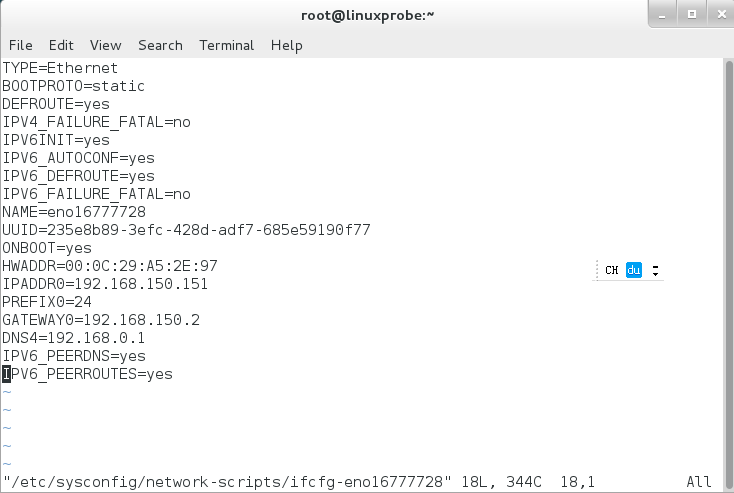 root@linuxprobe:~
File Edit View Search Terminal Help
TYPE=Ethernet
BOOTPROTO=static
DEFROUTE=yes
IPV4_FAILURE_FATAL=no
IPV6INIT=yes
IPV6_AUTOCONF=yes
IPV6_DEFROUTE=yes
IPV6_FAILURE_FATAL=no
NAME=eno16777728
UUID=235e8b89-3efc-428d-adf7-685e59190f77
ONBOOT=yes
HWADDR=00:0C:29:A5:2E:97
CH du
IPADDR0=192.168.150.151
PREFIX0=24
GATEWAY0=192.168.150.2
DNS4=192.168.0.1
IPV6_PEERDNS=yes
IPV6_PEERROUTES=yes
~
~
~
~
~
"/etc/sysconfig/network-scripts/ifcfg-eno16777728" 18L, 344C 18,1 All